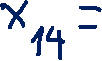 x₁₄ =